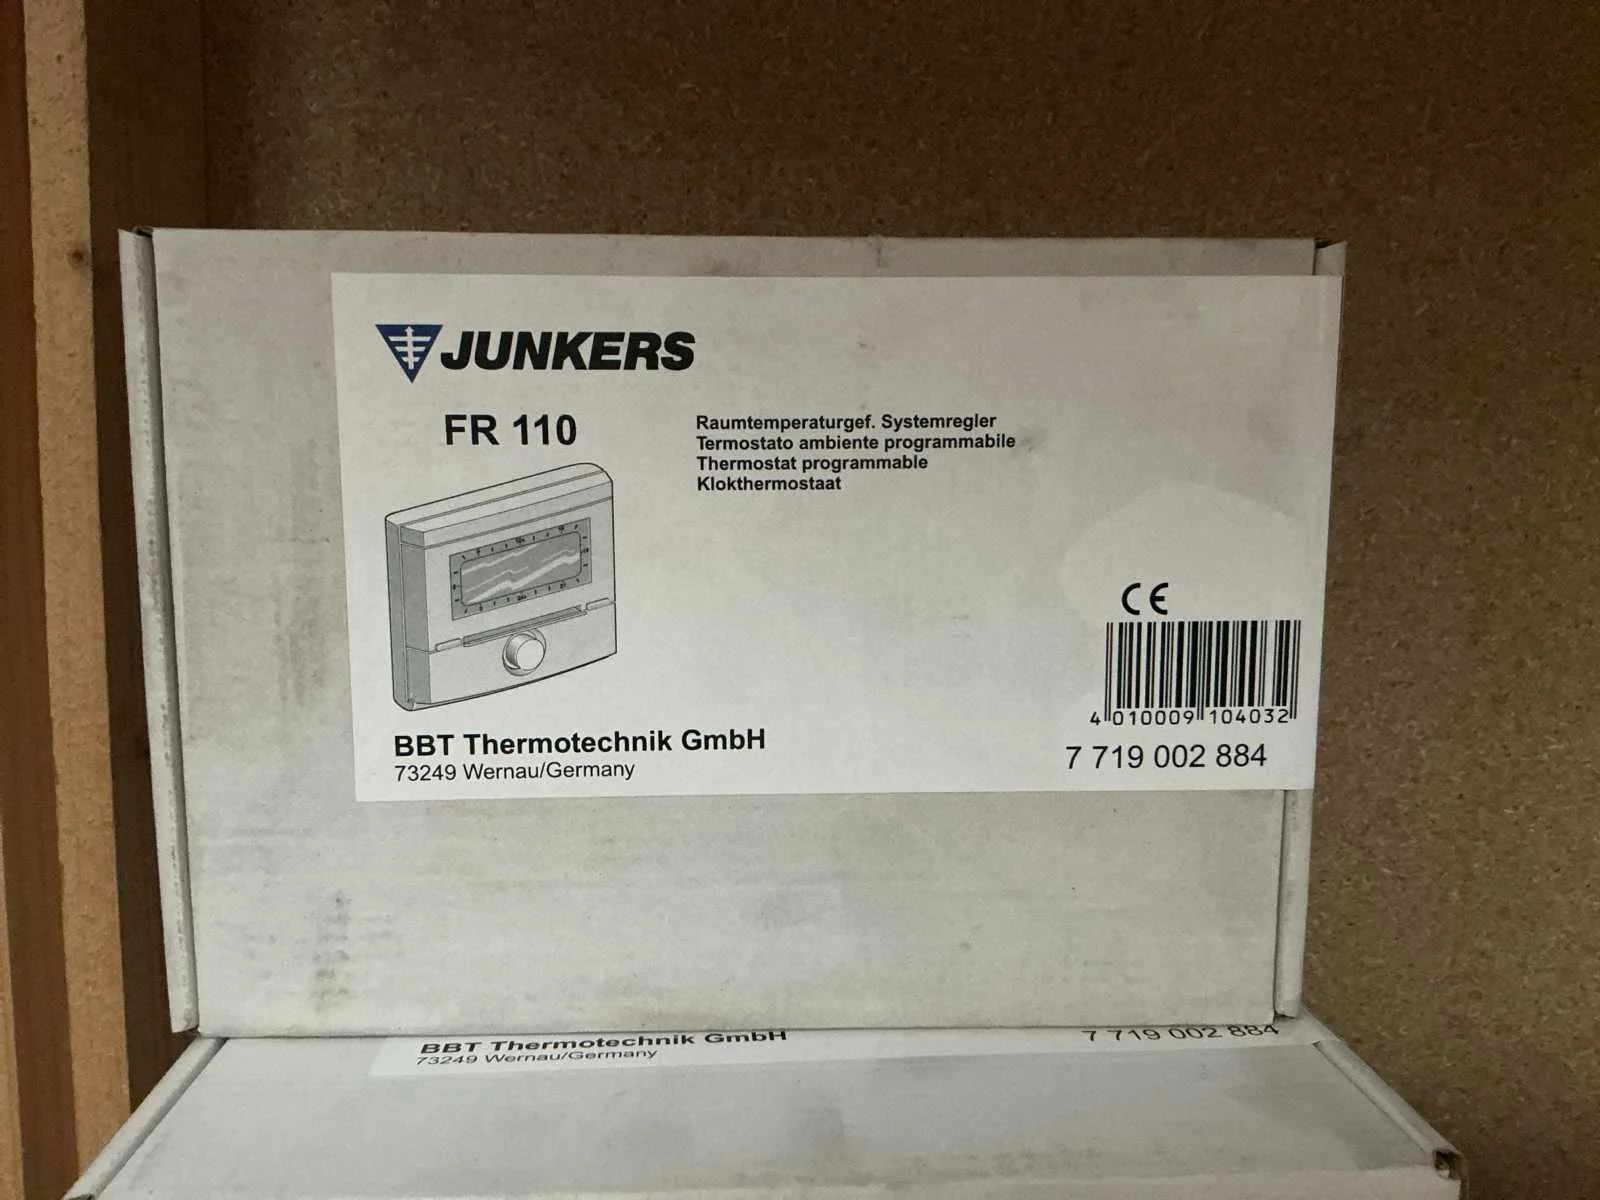 JUNKERS
FR 110
Raumtemperaturgef. Systemregler
Termostato ambiente programmabile
Thermostat programmable
Klokthermostaat
CE
4 010009 104032
7 719 002 884
BBT Thermotechnik GmbH
73249 Wernau/Germany
BBT Thermotechnik GmbH
73249 Wernau/Germany
7 719 002 884